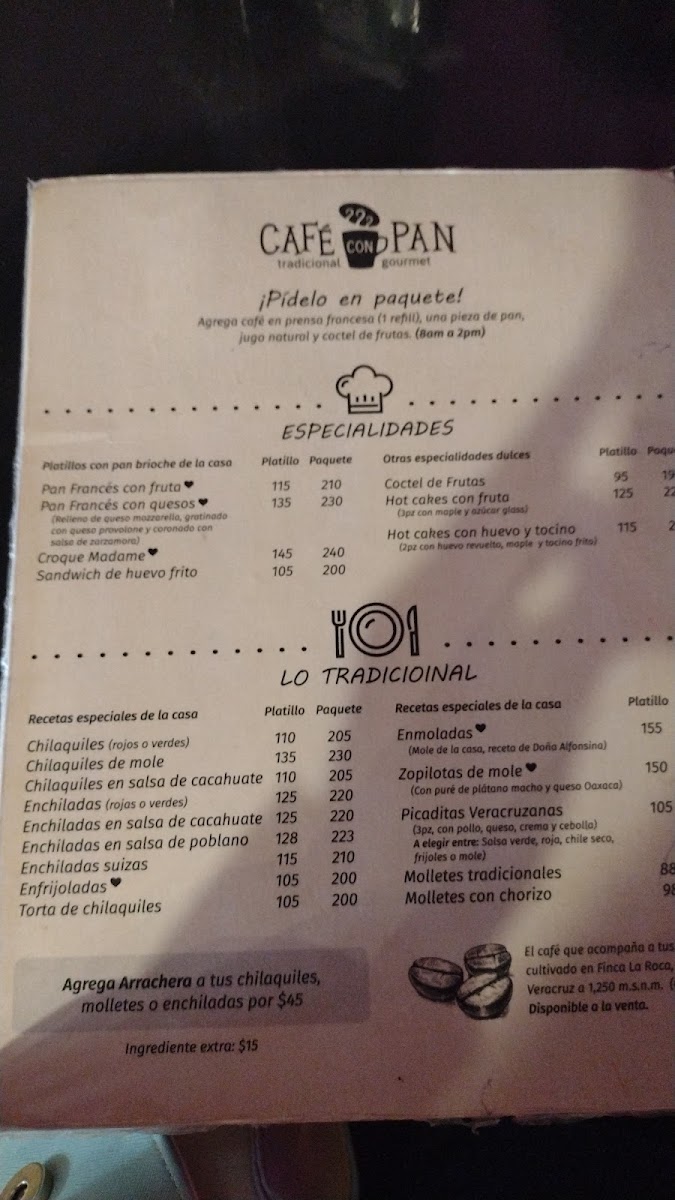 CAFÉ CON PAN
tradicional gourmet
¡Pídelo en paquete!
Agrega café en prensa francesa (1 refill), una pieza de pan,
jugo natural y coctel de frutas. (8am a 2pm)
ESPECIALIDADES
Platillos con pan brioche de la casa Platillo Paquete
Pan Francés con fruta 115 210
Pan Francés con quesos 135 230
(Relleno de queso mozzarella, gratinado
con queso provolone y coronado con
salsa de zarzamora)
Croque Madame 145 240
Sandwich de huevo frito 105 200
Otras especialidades dulces Platillo Paqu
Coctel de Frutas 95 19
Hot cakes con fruta 125 22
(3pz con maple y azúcar glass)
Hot cakes con huevo y tocino 115 2
(2pz con huevo revuelto, maple y tocino frito)
LO TRADICIOINAL
Recetas especiales de la casa Platillo Paquete
Chilaquiles (rojos o verdes) 110 205
Chilaquiles de mole 135 230
Chilaquiles en salsa de cacahuate 110 205
Enchiladas (rojas o verdes) 125 220
Enchiladas en salsa de cacahuate 125 220
Enchiladas en salsa de poblano 128 223
Enchiladas suizas 115 210
Enfrijoladas 105 200
Torta de chilaquiles 105 200
Recetas especiales de la casa Platillo
Enmoladas 155
(Mole de la casa, receta de Doña Alfonsina)
Zopilotas de mole 150
(Con puré de plátano macho y queso Oaxaca)
Picaditas Veracruzanas 105
(3pz, con pollo, queso, crema y cebolla)
A elegir entre: Salsa verde, roja, chile seco,
frijoles o mole)
Molletes tradicionales 88
Molletes con chorizo 98
Agrega Arrachera a tus chilaquiles,
molletes o enchiladas por $45
Ingrediente extra: $15
El café que acompaña a tus
cultivado en Finca La Roca,
Veracruz a 1,250 m.s.n.m. (
Disponible a la venta.